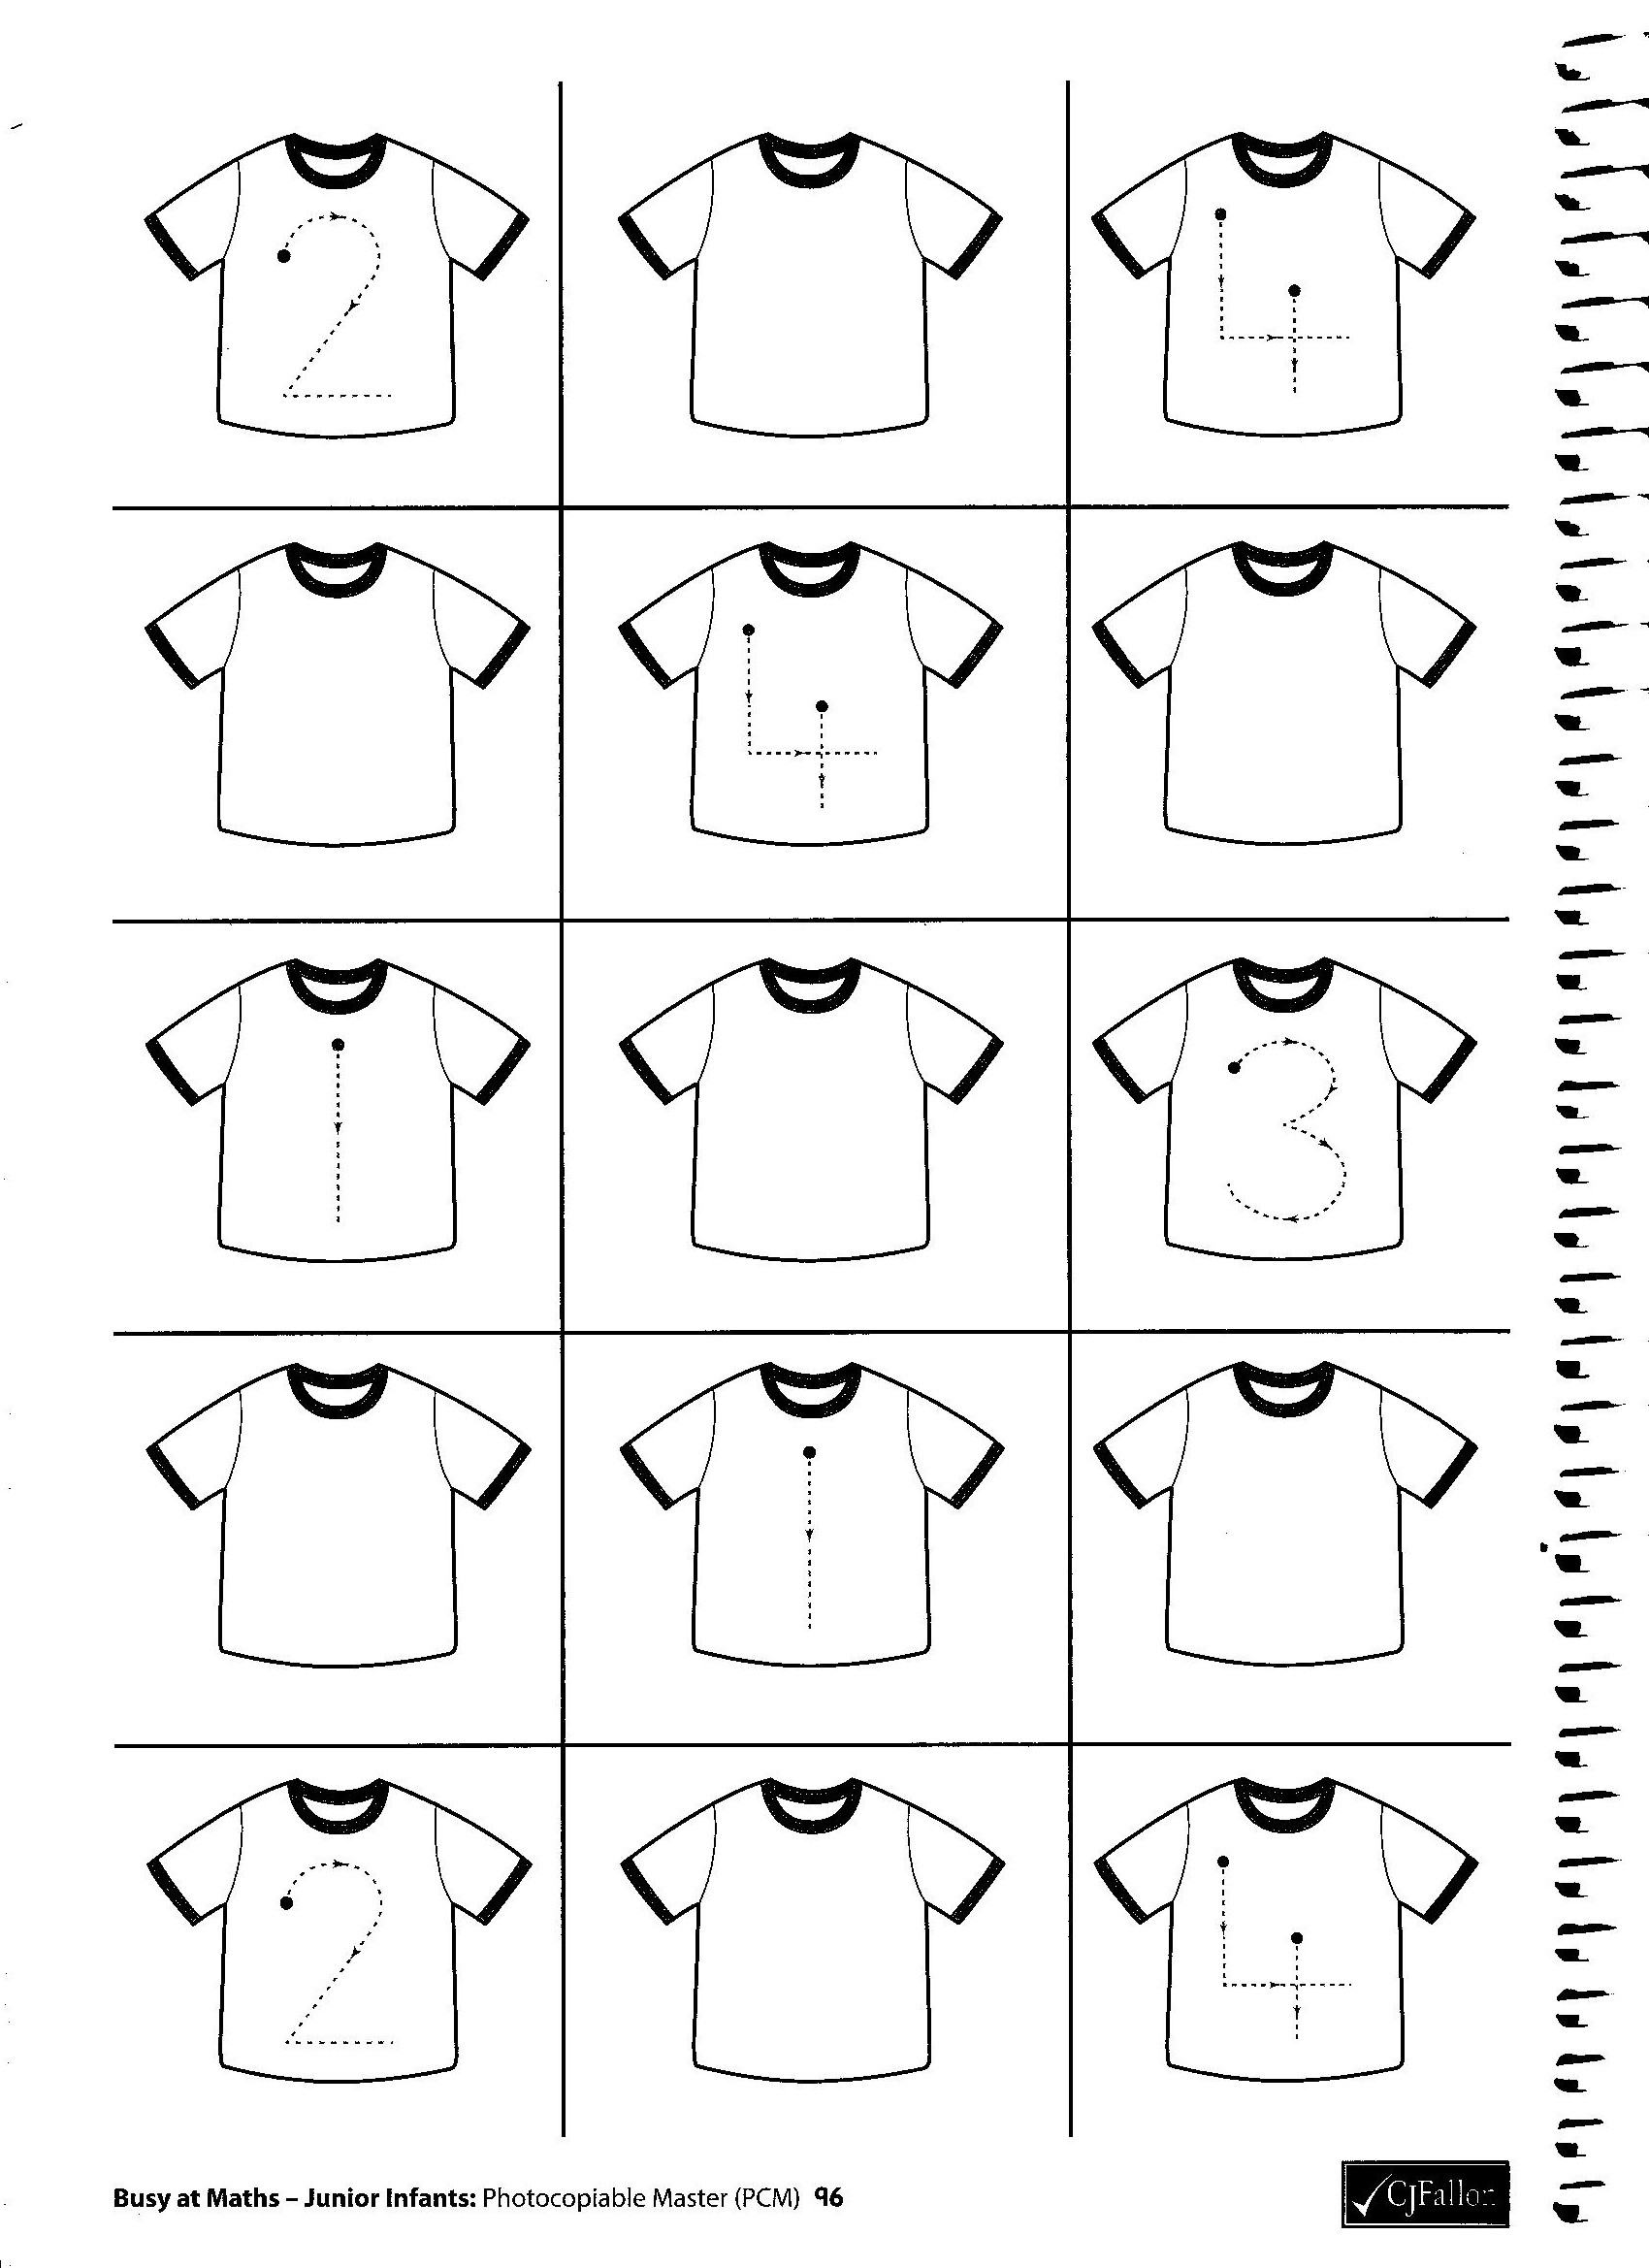 2 4
4
1 3
1
2 4
Busy at Maths – Junior Infants: Photocopiable Master (PCM) 96
CJFallon